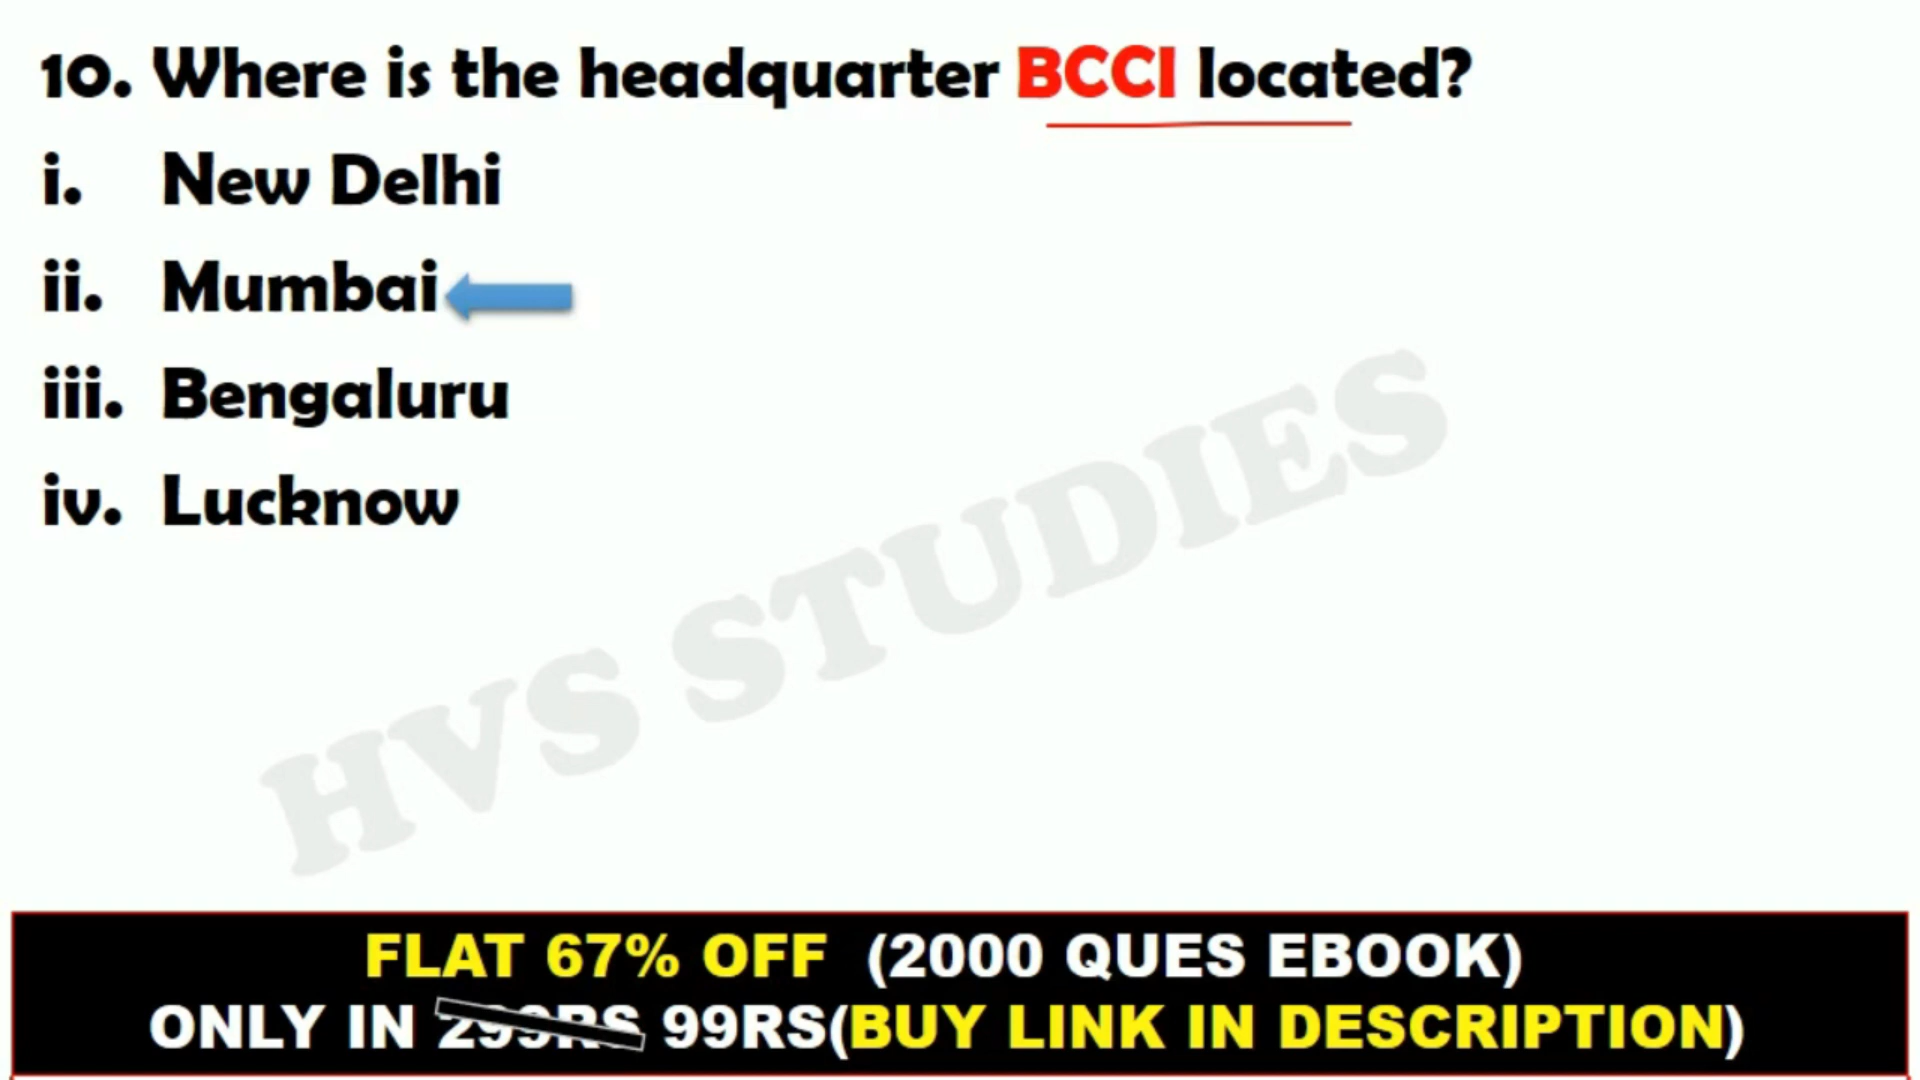 10. Where is the headquarter BCCI located?
i. New Delhi
ii. Mumbai
iii. Bengaluru
iv. Lucknow
HVS STUDIES
FLAT 67% OFF (2000 QUES EBOOK)
ONLY IN 299RS 99RS(BUY LINK IN DESCRIPTION)